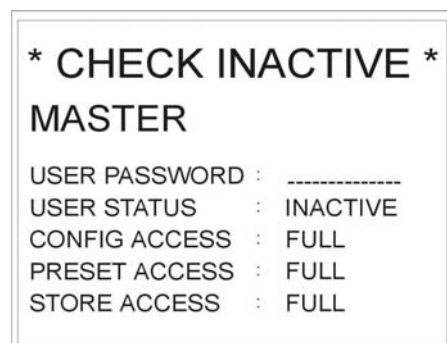 * CHECK INACTIVE *
MASTER
USER PASSWORD : --------------
USER STATUS : INACTIVE
CONFIG ACCESS : FULL
PRESET ACCESS : FULL
STORE ACCESS : FULL